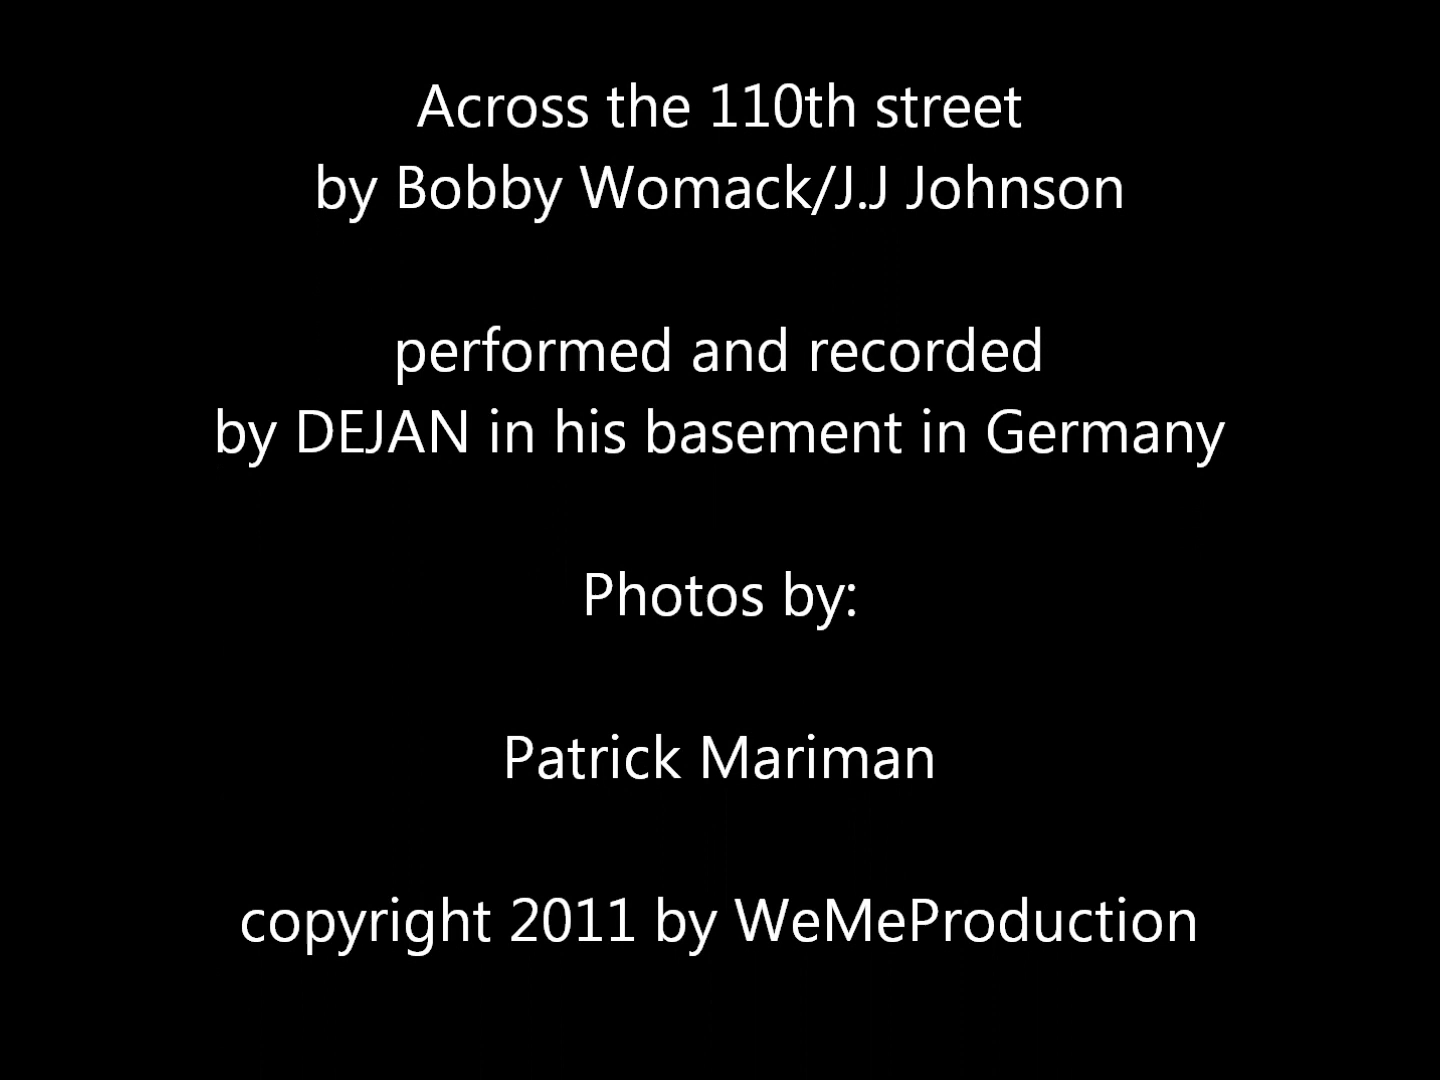 Across the 110th street
by Bobby Womack/J.J Johnson
performed and recorded
by DEJAN in his basement in Germany
Photos by:
Patrick Mariman
copyright 2011 by WeMeProduction